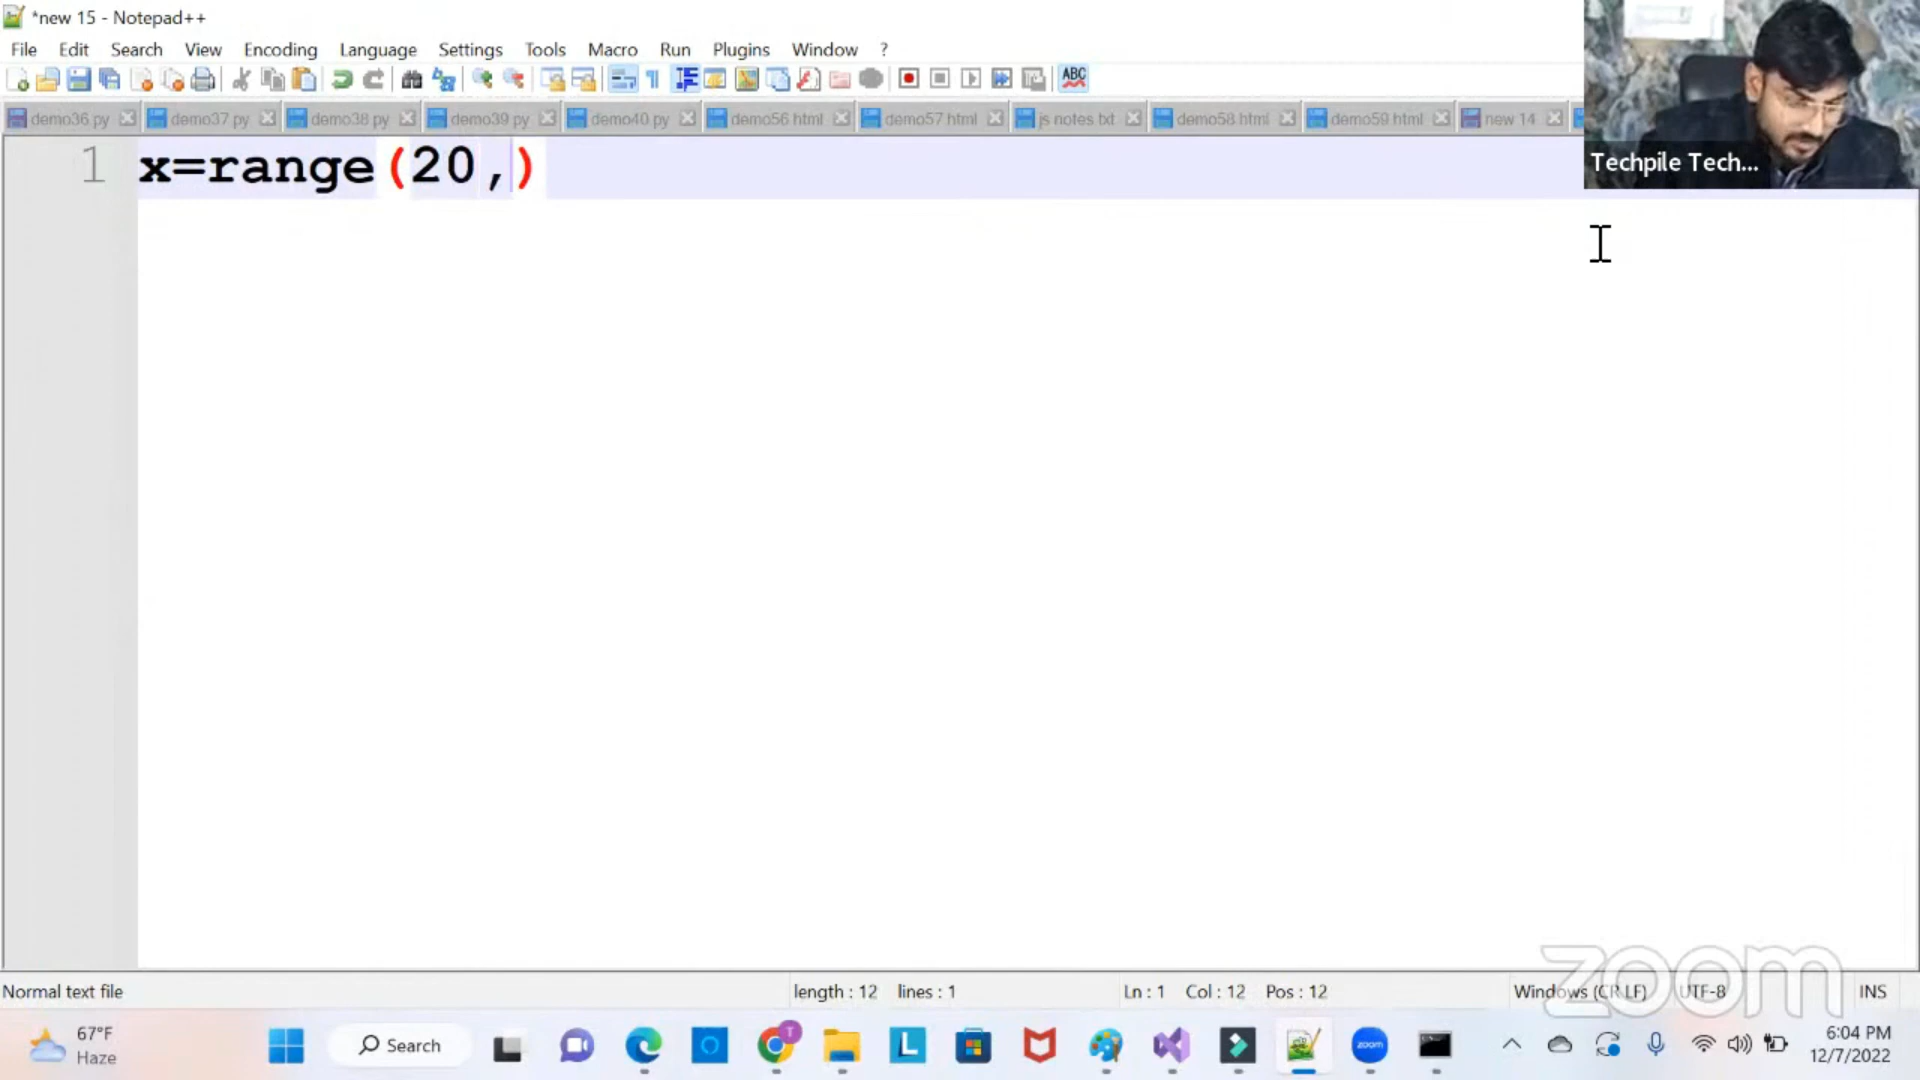 *new 15 - Notepad++
File Edit Search View Encoding Language Settings Tools Macro Run Plugins Window ?
ABC
demo36 py demo37 py demo38 py demo39 py demo40 py demo56 html demo57 html js notes txt demo58 html demo59 html new 14
Techpile Tech...
1 x=range(20,)
zoom
Normal text file length : 12 lines : 1 Ln : 1 Col : 12 Pos : 12 Windows (CR LF) UTF-8 INS
67°F
Haze
Search
T
L
zoom
6:04 PM
12/7/2022